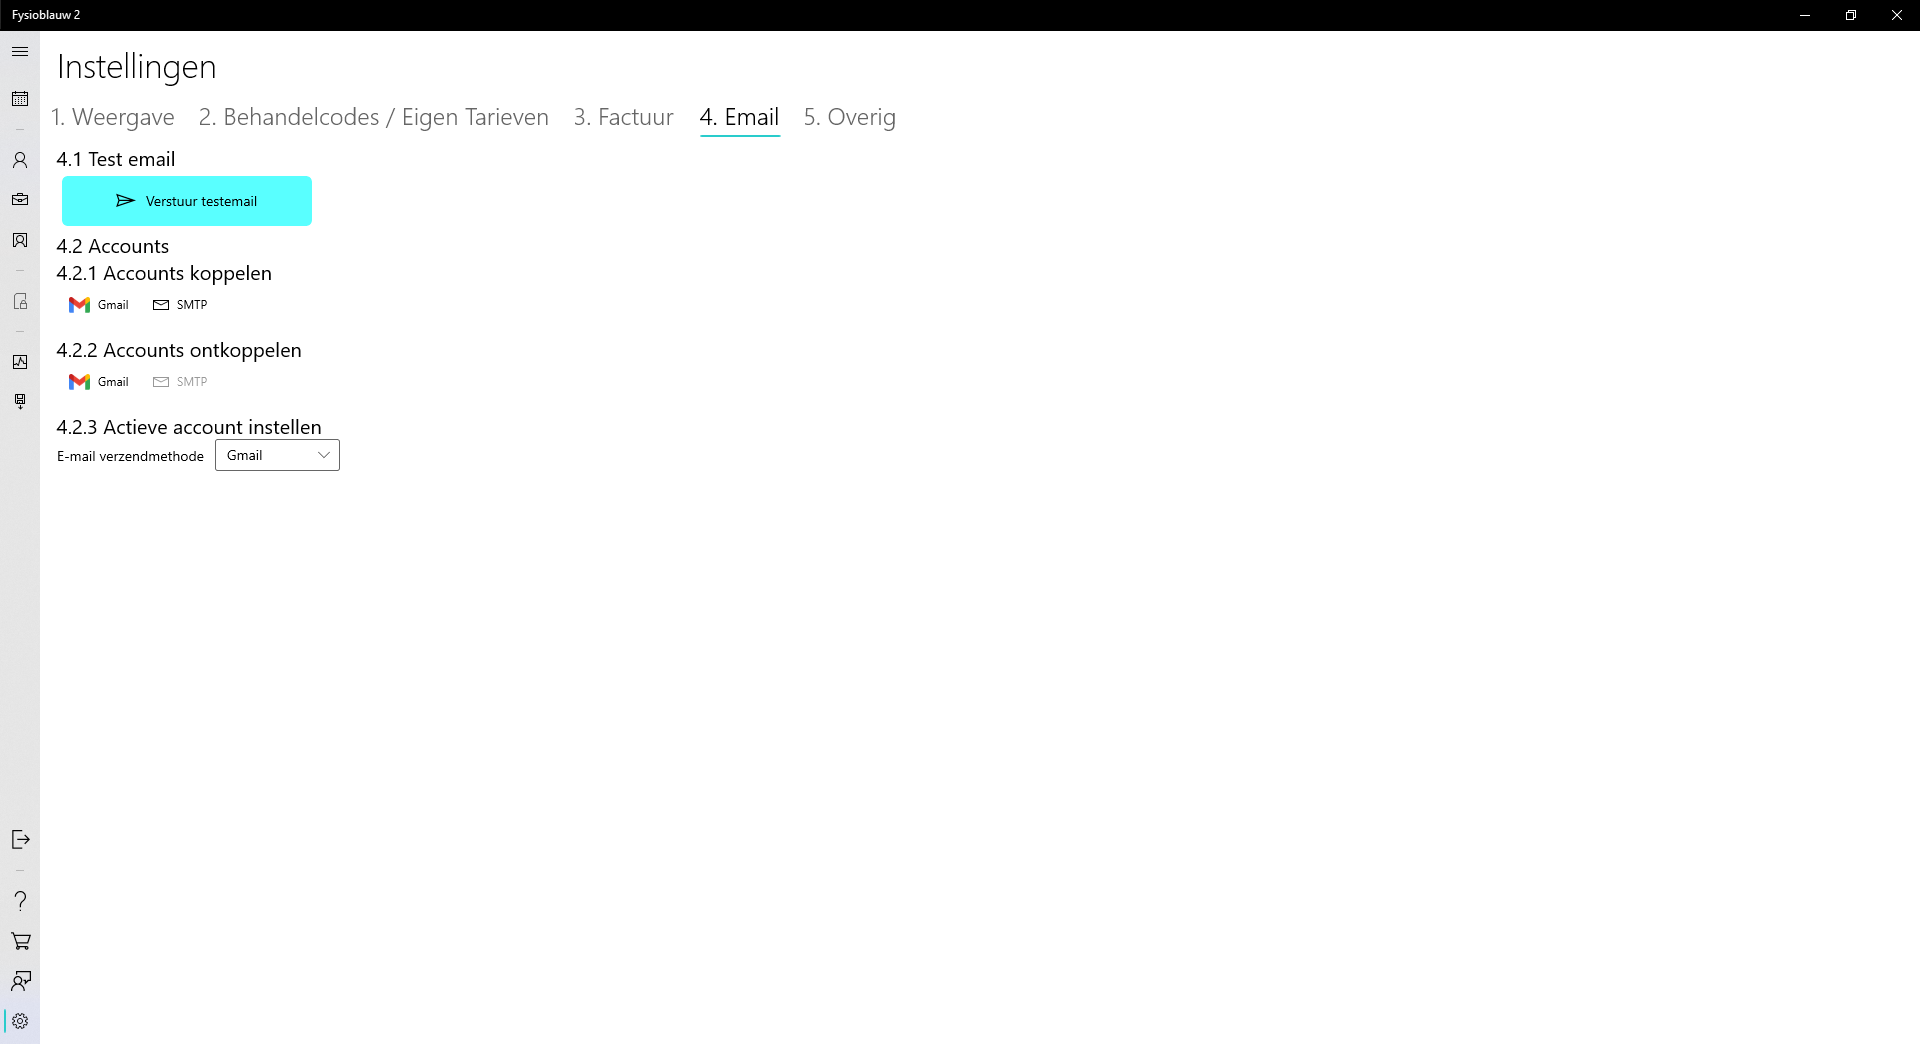 Fysioblauw 2
Instellingen
1. Weergave 2. Behandelcodes / Eigen Tarieven 3. Factuur 4. Email 5. Overig
4.1 Test email
Verstuur testemail
4.2 Accounts
4.2.1 Accounts koppelen
Gmail SMTP
4.2.2 Accounts ontkoppelen
Gmail SMTP
4.2.3 Actieve account instellen
E-mail verzendmethode Gmail